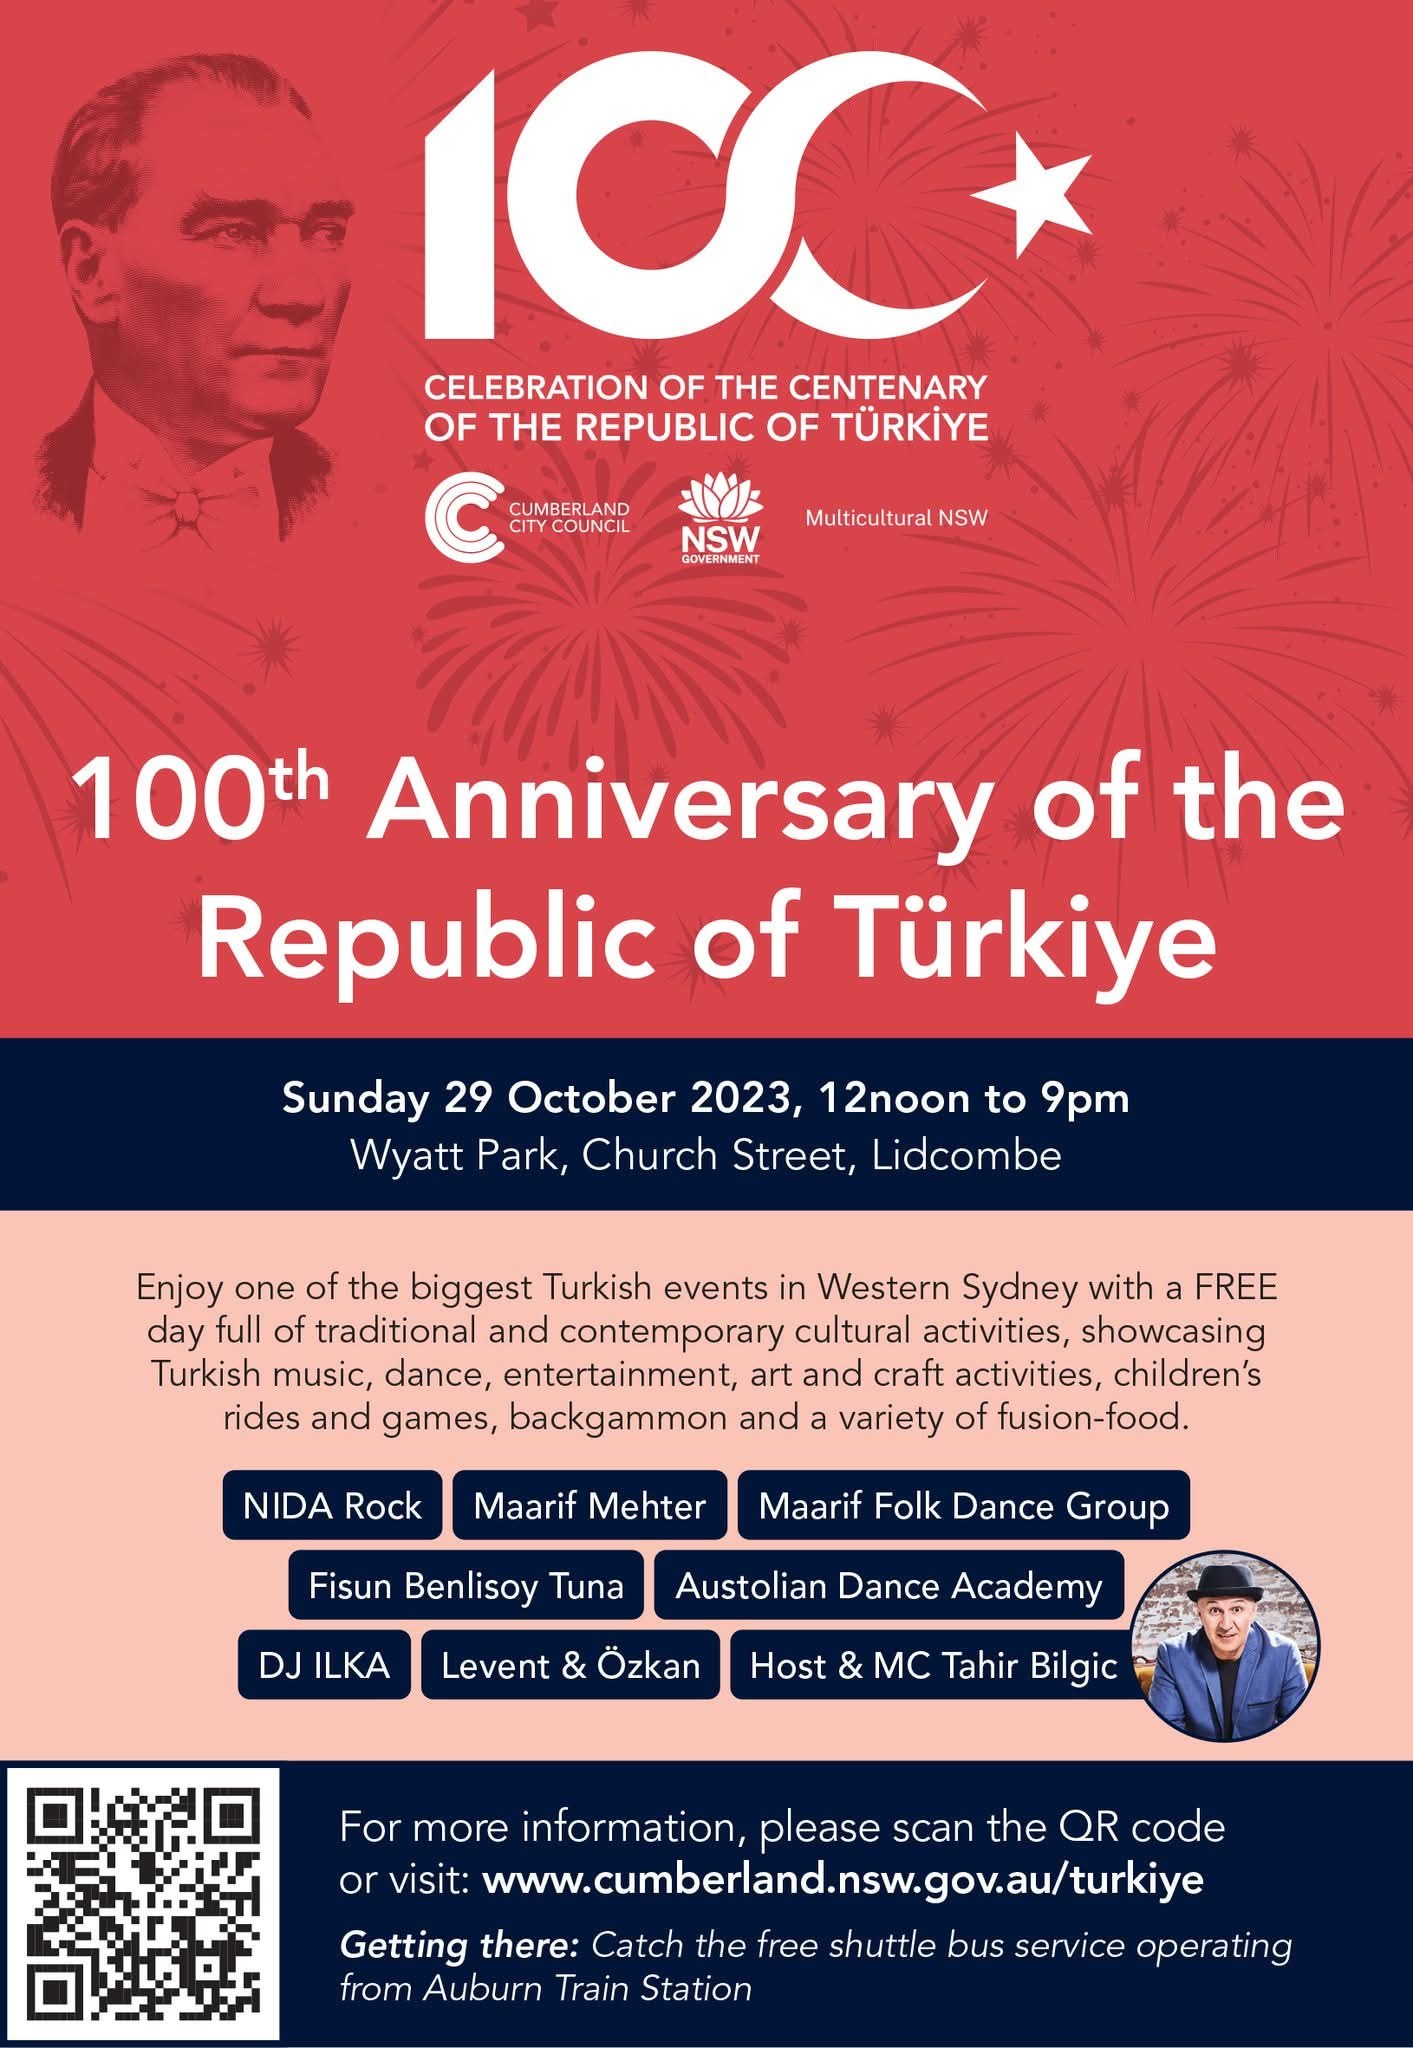 100
CELEBRATION OF THE CENTENARY
OF THE REPUBLIC OF TÜRKİYE
CUMBERLAND
CITY COUNCIL
NSW
GOVERNMENT
Multicultural NSW
100th Anniversary of the
Republic of Türkiye
Sunday 29 October 2023, 12noon to 9pm
Wyatt Park, Church Street, Lidcombe
Enjoy one of the biggest Turkish events in Western Sydney with a FREE
day full of traditional and contemporary cultural activities, showcasing
Turkish music, dance, entertainment, art and craft activities, children's
rides and games, backgammon and a variety of fusion-food.
NIDA Rock Maarif Mehter Maarif Folk Dance Group
Fisun Benlisoy Tuna Austolian Dance Academy
DJ ILKA Levent & Özkan Host & MC Tahir Bilgic
For more information, please scan the QR code
or visit: www.cumberland.nsw.gov.au/turkiye
Getting there: Catch the free shuttle bus service operating
from Auburn Train Station